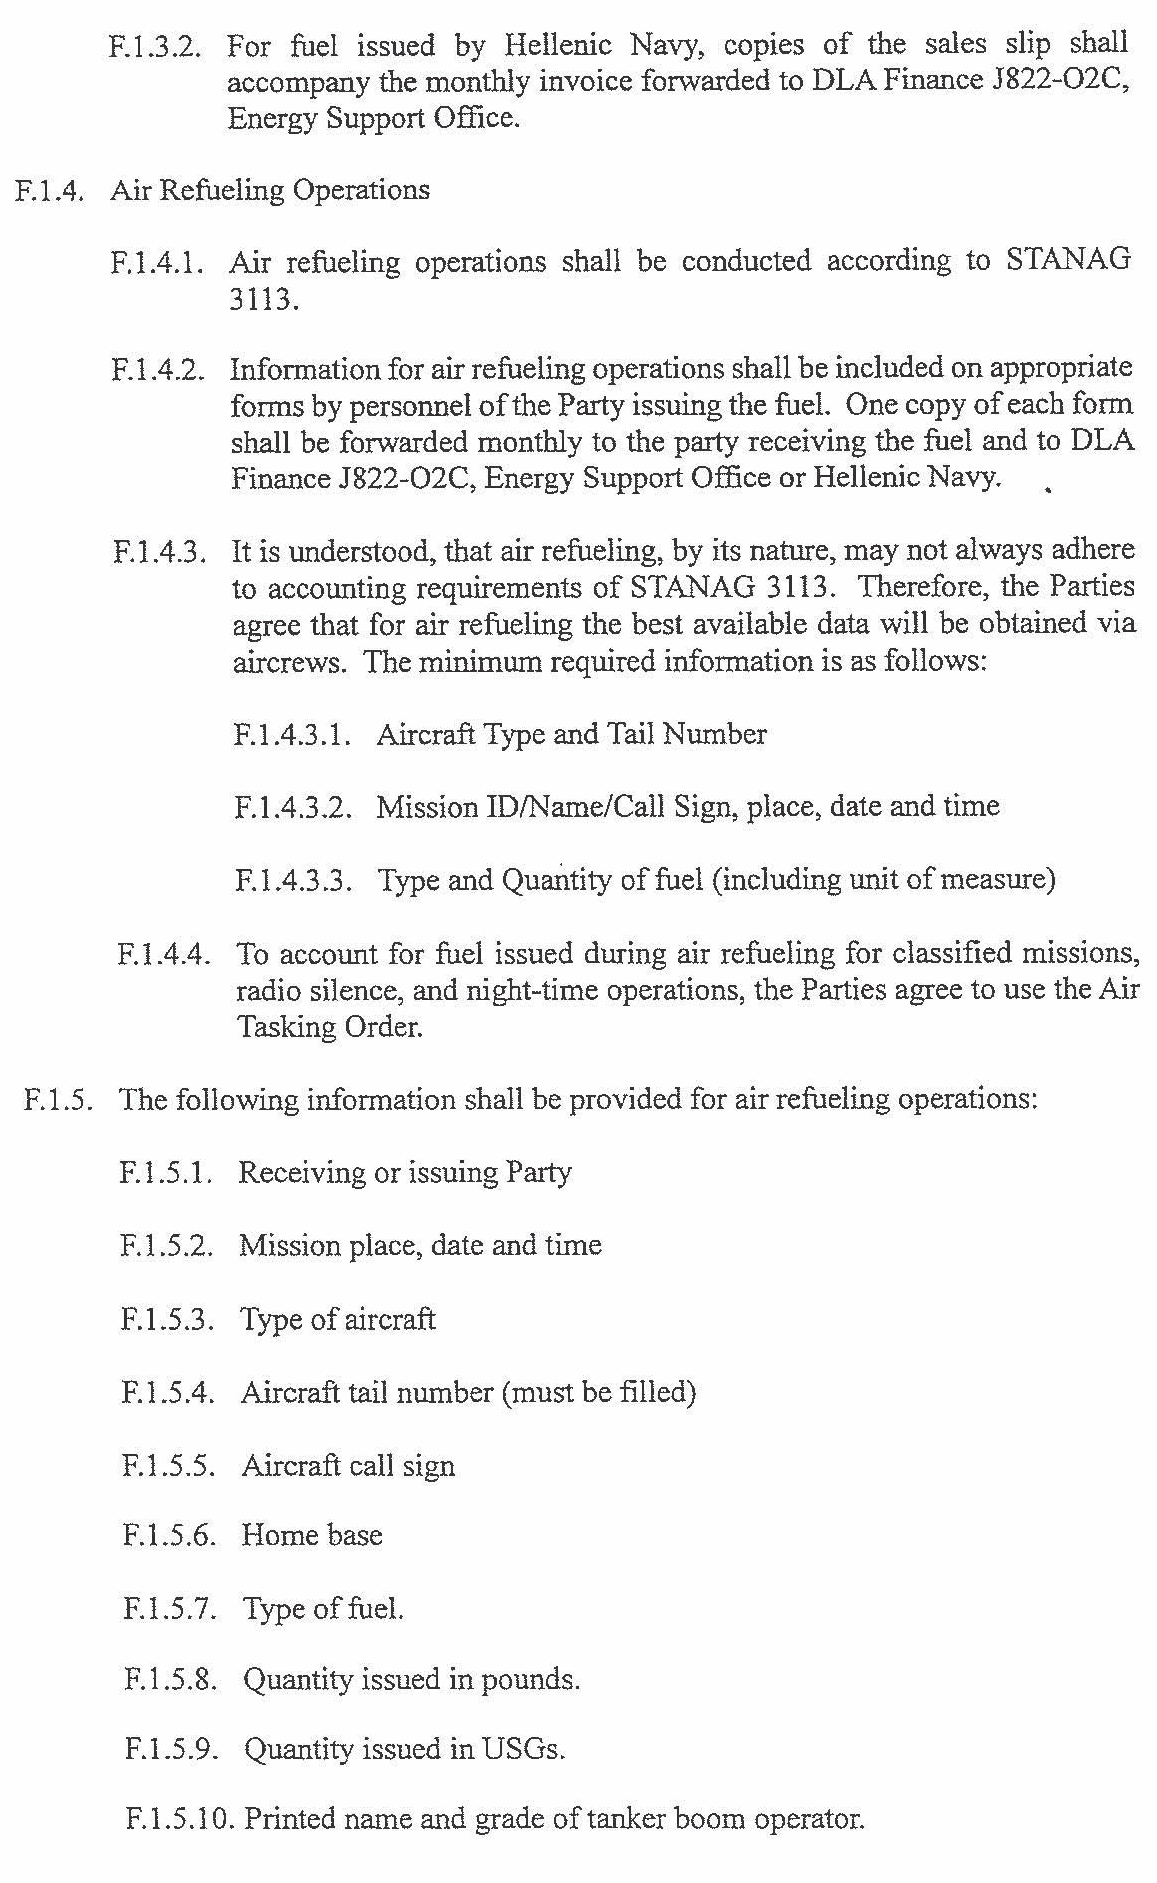 F.1.3.2. For fuel issued by Hellenic Navy, copies of the sales slip shall
accompany the monthly invoice forwarded to DLA Finance J822-O2C,
Energy Support Office.
F.1.4. Air Refueling Operations
F.1.4.1. Air refueling operations shall be conducted according to STANAG
3113.
F.1.4.2. Information for air refueling operations shall be included on appropriate
forms by personnel of the Party issuing the fuel. One copy of each form
shall be forwarded monthly to the party receiving the fuel and to DLA
Finance J822-O2C, Energy Support Office or Hellenic Navy.
F.1.4.3. It is understood, that air refueling, by its nature, may not always adhere
to accounting requirements of STANAG 3113. Therefore, the Parties
agree that for air refueling the best available data will be obtained via
aircrews. The minimum required information is as follows:
F.1.4.3.1. Aircraft Type and Tail Number
F.1.4.3.2. Mission ID/Name/Call Sign, place, date and time
F.1.4.3.3. Type and Quantity of fuel (including unit of measure)
F.1.4.4. To account for fuel issued during air refueling for classified missions,
radio silence, and night-time operations, the Parties agree to use the Air
Tasking Order.
F.1.5. The following information shall be provided for air refueling operations:
F.1.5.1. Receiving or issuing Party
F.1.5.2. Mission place, date and time
F.1.5.3. Type of aircraft
F.1.5.4. Aircraft tail number (must be filled)
F.1.5.5. Aircraft call sign
F.1.5.6. Home base
F.1.5.7. Type of fuel.
F.1.5.8. Quantity issued in pounds.
F.1.5.9. Quantity issued in USGs.
F.1.5.10. Printed name and grade of tanker boom operator.